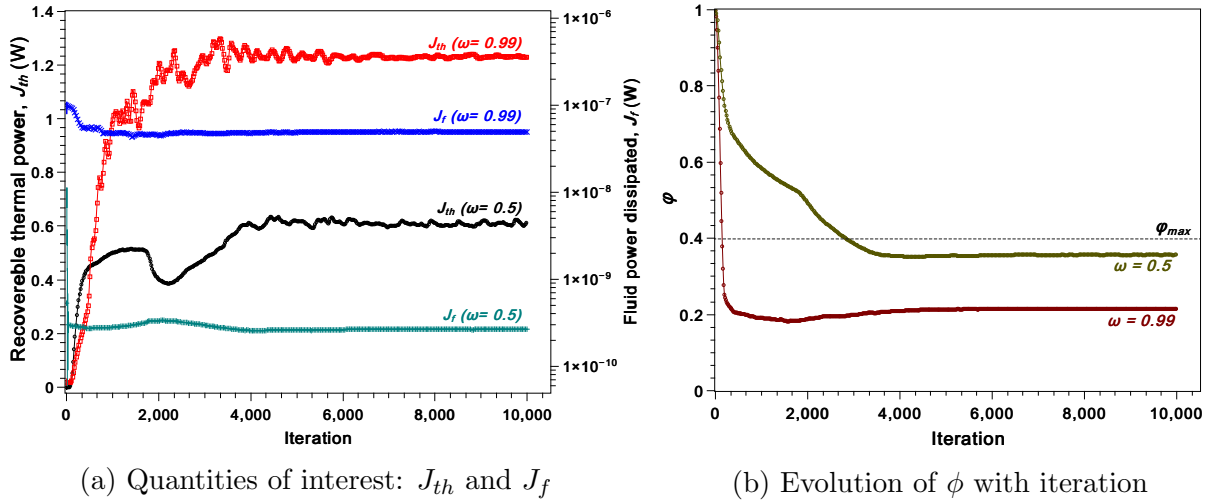 Recoverable thermal power, J_th (W)
1.4
1.2
1
0.8
0.6
0.4
0.2
0
J_th (ω= 0.99)
J_f (ω= 0.99)
J_th (ω= 0.5)
J_f (ω= 0.5)
0
2,000
4,000
6,000
8,000
10,000
Iteration
1×10⁻⁶
1×10⁻⁷
1×10⁻⁸
1×10⁻⁹
1×10⁻¹⁰
Fluid power dissipated, J_f (W)
(a) Quantities of interest: J_th and J_f
φ
1
0.8
0.6
0.4
0.2
0
φ_max
ω = 0.5
ω = 0.99
0
2,000
4,000
6,000
8,000
10,000
Iteration
(b) Evolution of ϕ with iteration